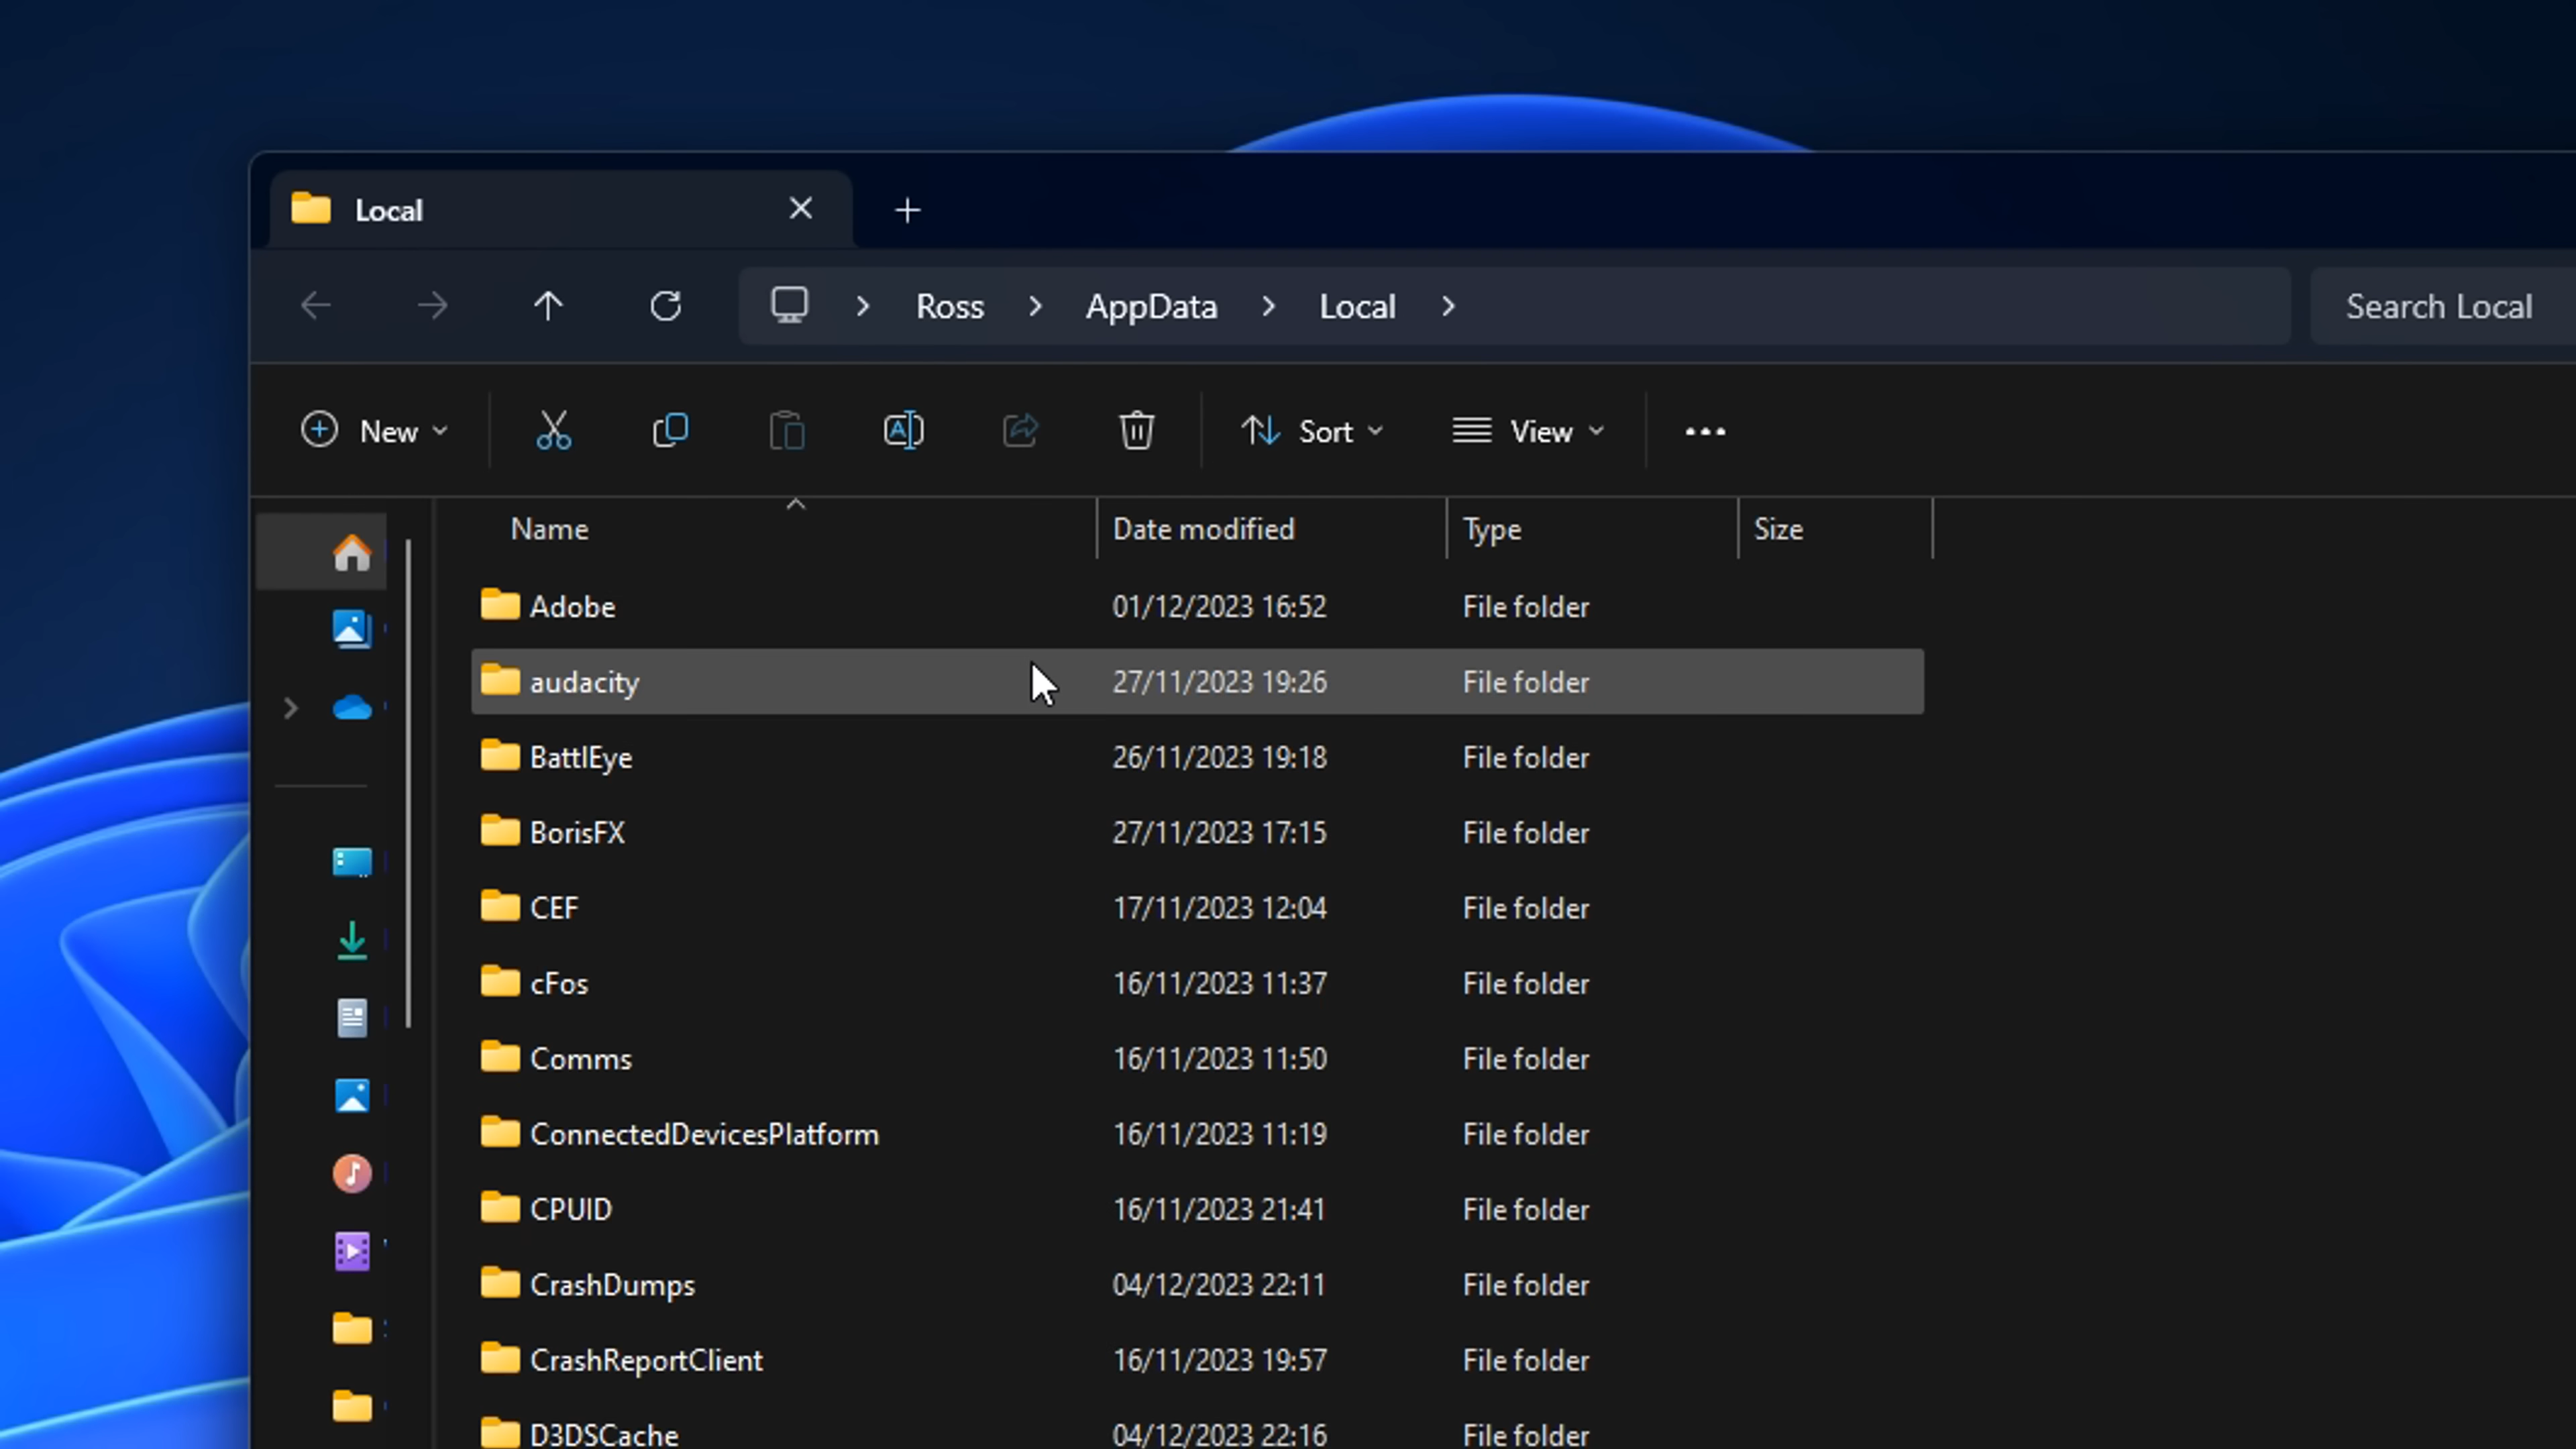 Local
Ross AppData Local
Search Local
New Sort View
Name Date modified Type Size
Adobe 01/12/2023 16:52 File folder
audacity 27/11/2023 19:26 File folder
BattlEye 26/11/2023 19:18 File folder
BorisFX 27/11/2023 17:15 File folder
CEF 17/11/2023 12:04 File folder
cFos 16/11/2023 11:37 File folder
Comms 16/11/2023 11:50 File folder
ConnectedDevicesPlatform 16/11/2023 11:19 File folder
CPUID 16/11/2023 21:41 File folder
CrashDumps 04/12/2023 22:11 File folder
CrashReportClient 16/11/2023 19:57 File folder
D3DSCache 04/12/2023 22:16 File folder